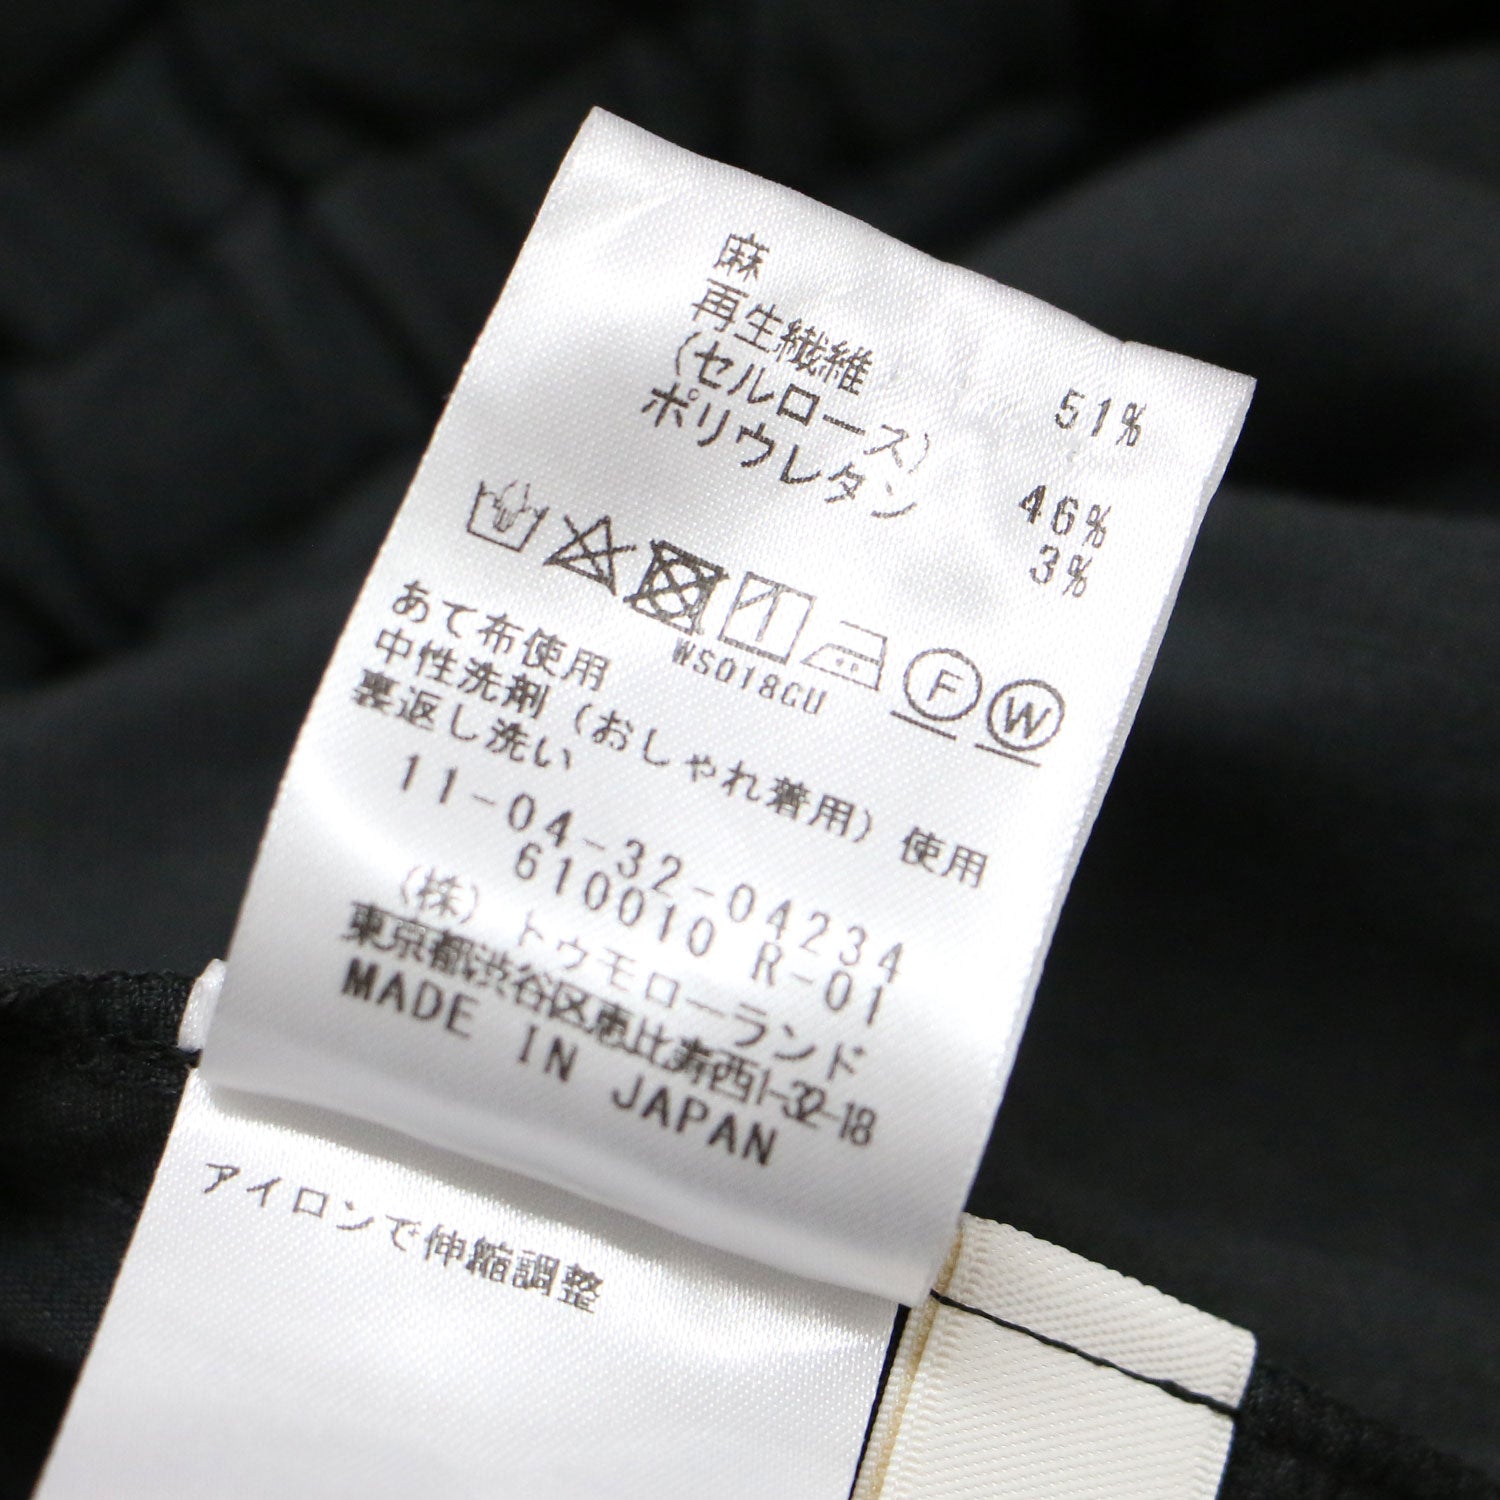 麻 51%
再生繊維
(セルロース) 46%
ポリウレタン 3%
F W
WS018CU
あて布使用
中性洗剤(おしゃれ着用)使用
裏返し洗い
11-04-32-04234
610010 R-01
(株)トゥモローランド
東京都渋谷区恵比寿西1-32-18
MADE IN JAPAN
アイロンで伸縮調整